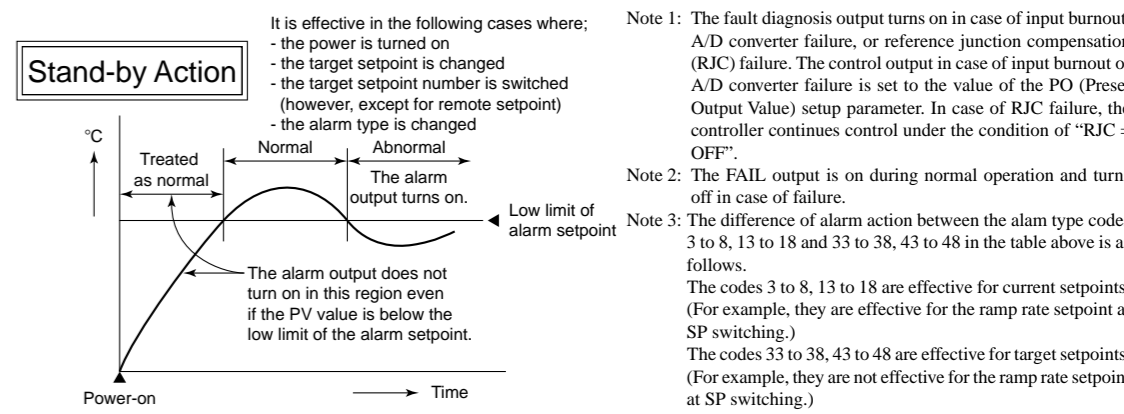 Stand-by Action
It is effective in the following cases where;
- the power is turned on
- the target setpoint is changed
- the target setpoint number is switched
(however, except for remote setpoint)
- the alarm type is changed
°C
Treated
as normal
Normal
Abnormal
The alarm
output turns on.
Low limit of
alarm setpoint
The alarm output does not
turn on in this region even
if the PV value is below the
low limit of the alarm setpoint.
Power-on
Time
Note 1: The fault diagnosis output turns on in case of input burnout
A/D converter failure, or reference junction compensation
(RJC) failure. The control output in case of input burnout
A/D converter failure is set to the value of the PO
Output Value) setup parameter. In case of RJC failure,
controller continues control under the condition of “RJC =
OFF”.
Note 2: The FAIL output is on during normal operation and
off in case of failure.
Note 3: The difference of alarm action between the alam type
3 to 8, 13 to 18 and 33 to 38, 43 to 48 in the table above is
follows.
The codes 3 to 8, 13 to 18 are effective for current setpoints
(For example, they are effective for the ramp rate setpoint
SP switching.)
The codes 33 to 38, 43 to 48 are effective for target setpoints
(For example, they are not effective for the ramp rate
at SP switching.)